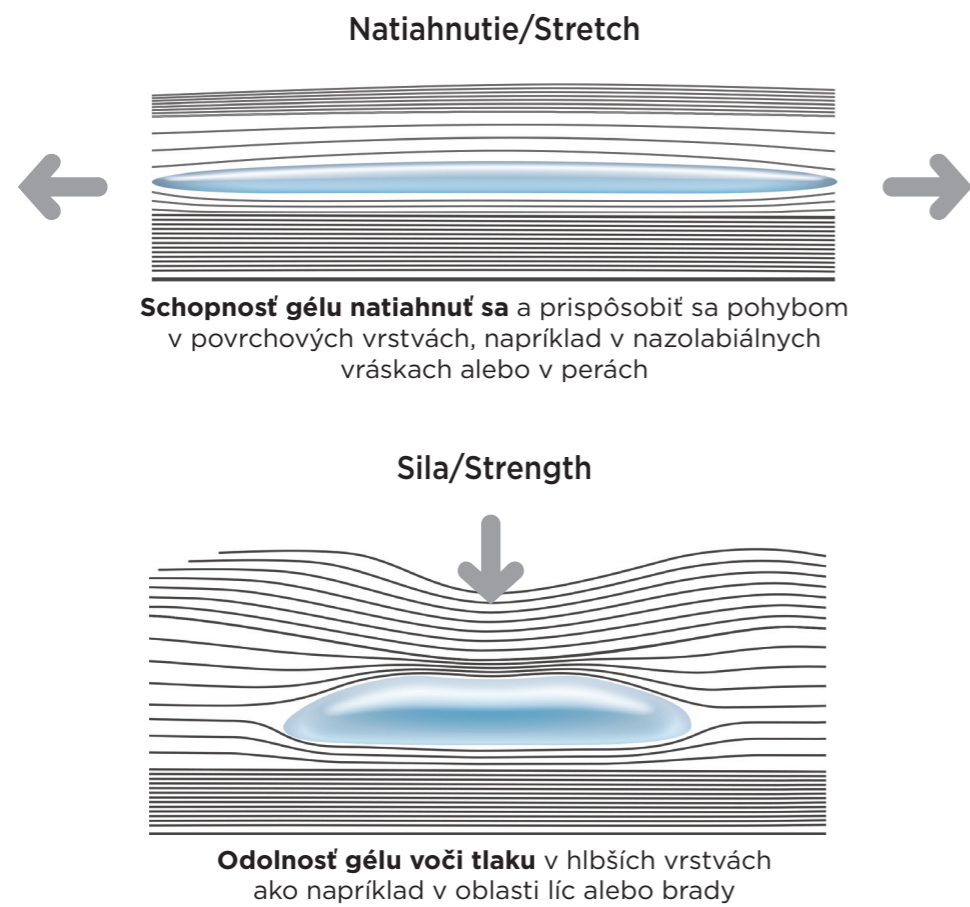 Natiahnutie/Stretch
Schopnosť gélu natiahnuť sa a prispôsobiť sa pohybom
v povrchových vrstvách, napríklad v nazolabiálnych
vráskach alebo v perách
Sila/Strength
Odolnosť gélu voči tlaku v hlbších vrstvách
ako napríklad v oblasti líc alebo brady